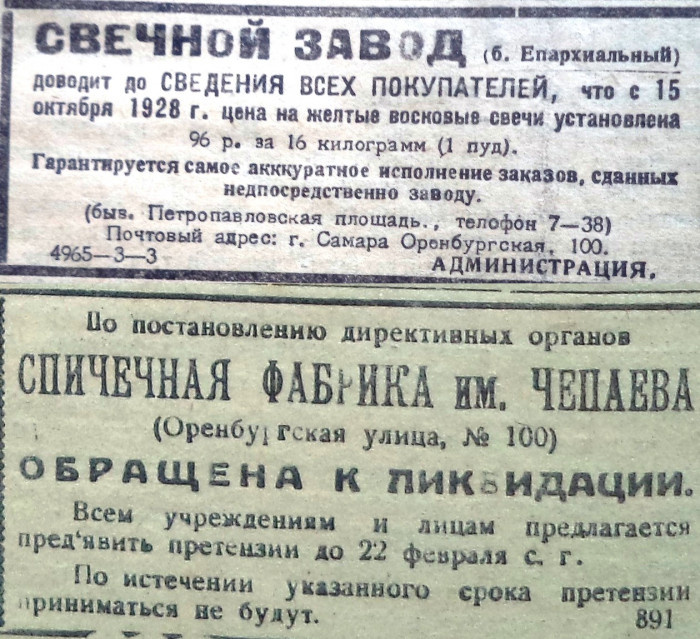 СВЕЧНОЙ ЗАВОД (б. Епархиальный)
доводит до СВЕДЕНИЯ ВСЕХ ПОКУПАТЕЛЕЙ, что с 15
октября 1928 г. цена на желтые восковые свечи установлена
96 р. за 16 килограмм (1 пуд).
Гарантируется самое акккуратное исполнение заказов, сданных
недпосредственно заводу.
(быв. Петропавловская площадь., телофон 7—38)
Почтовый адрес: г. Самара Оренбургская, 100.
4965—3—3 АДМИНИСТРАЦИЯ.
По постановлению директивных органов
СПИЧЕЧНАЯ ФАБРИКА им. ЧЕПАЕВА
(Оренбургская улица, № 100)
ОБРАЩЕНА К ЛИКВИДАЦИИ.
Всем учреждениям и лицам предлагается
пред'явить претензии до 22 февраля с. г.
По истечении указанного срока претензии
приниматься не будут. 891